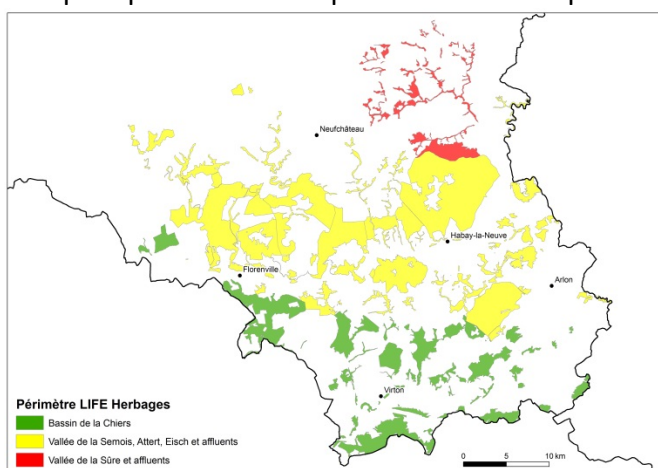 Neufchâteau
Habay-la-Neuve
Florenville
Arlon
Virton
Périmètre LIFE Herbages
Bassin de la Chiers
Vallée de la Semois, Attert, Eisch et affluents
Vallée de la Sûre et affluents
0 5 10 km